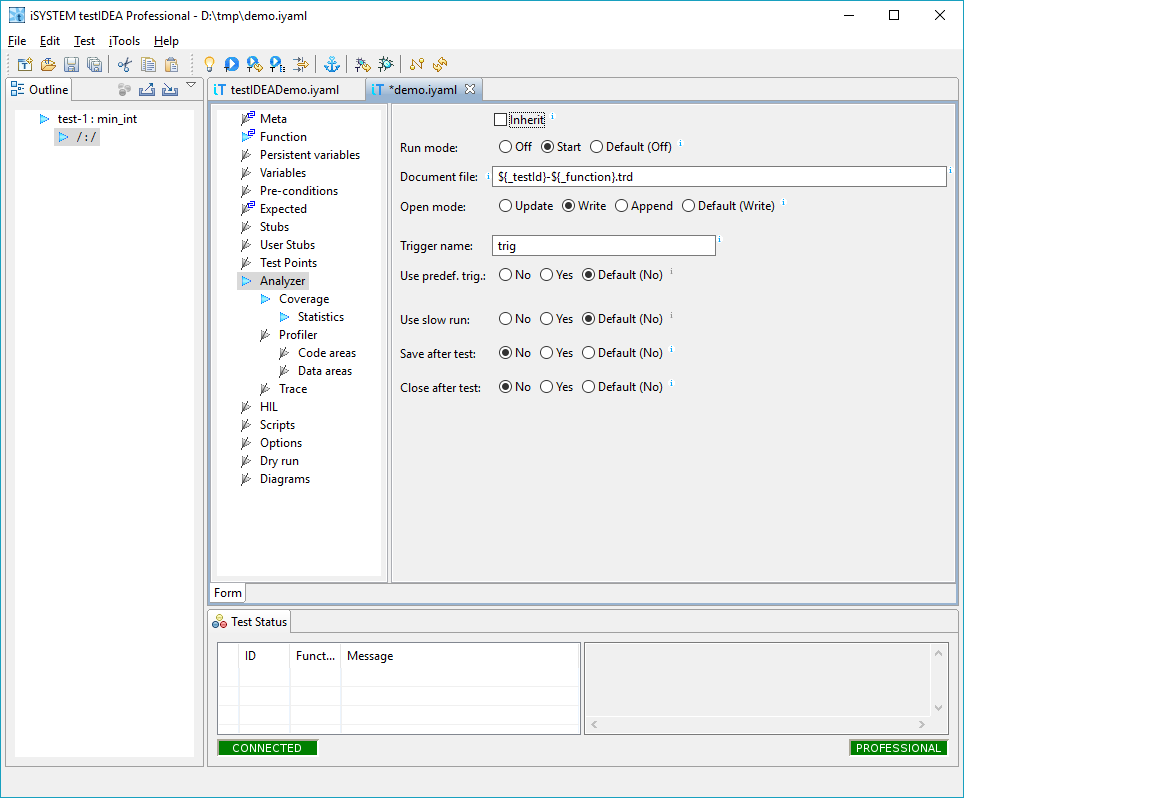 iSYSTEM testIDEA Professional - D:\tmp\demo.iyaml
File Edit Test iTools Help
Outline
test-1 : min_int
/:/
testIDEADemo.iyaml
*demo.iyaml
Meta
Function
Persistent variables
Variables
Pre-conditions
Expected
Stubs
User Stubs
Test Points
Analyzer
Coverage
Statistics
Profiler
Code areas
Data areas
Trace
HIL
Scripts
Options
Dry run
Diagrams
Inherit
Run mode: Off Start Default (Off)
Document file: ${_testId}-${_function}.trd
Open mode: Update Write Append Default (Write)
Trigger name: trig
Use predef. trig.: No Yes Default (No)
Use slow run: No Yes Default (No)
Save after test: No Yes Default (No)
Close after test: No Yes Default (No)
Form
Test Status
ID Funct... Message
CONNECTED
PROFESSIONAL